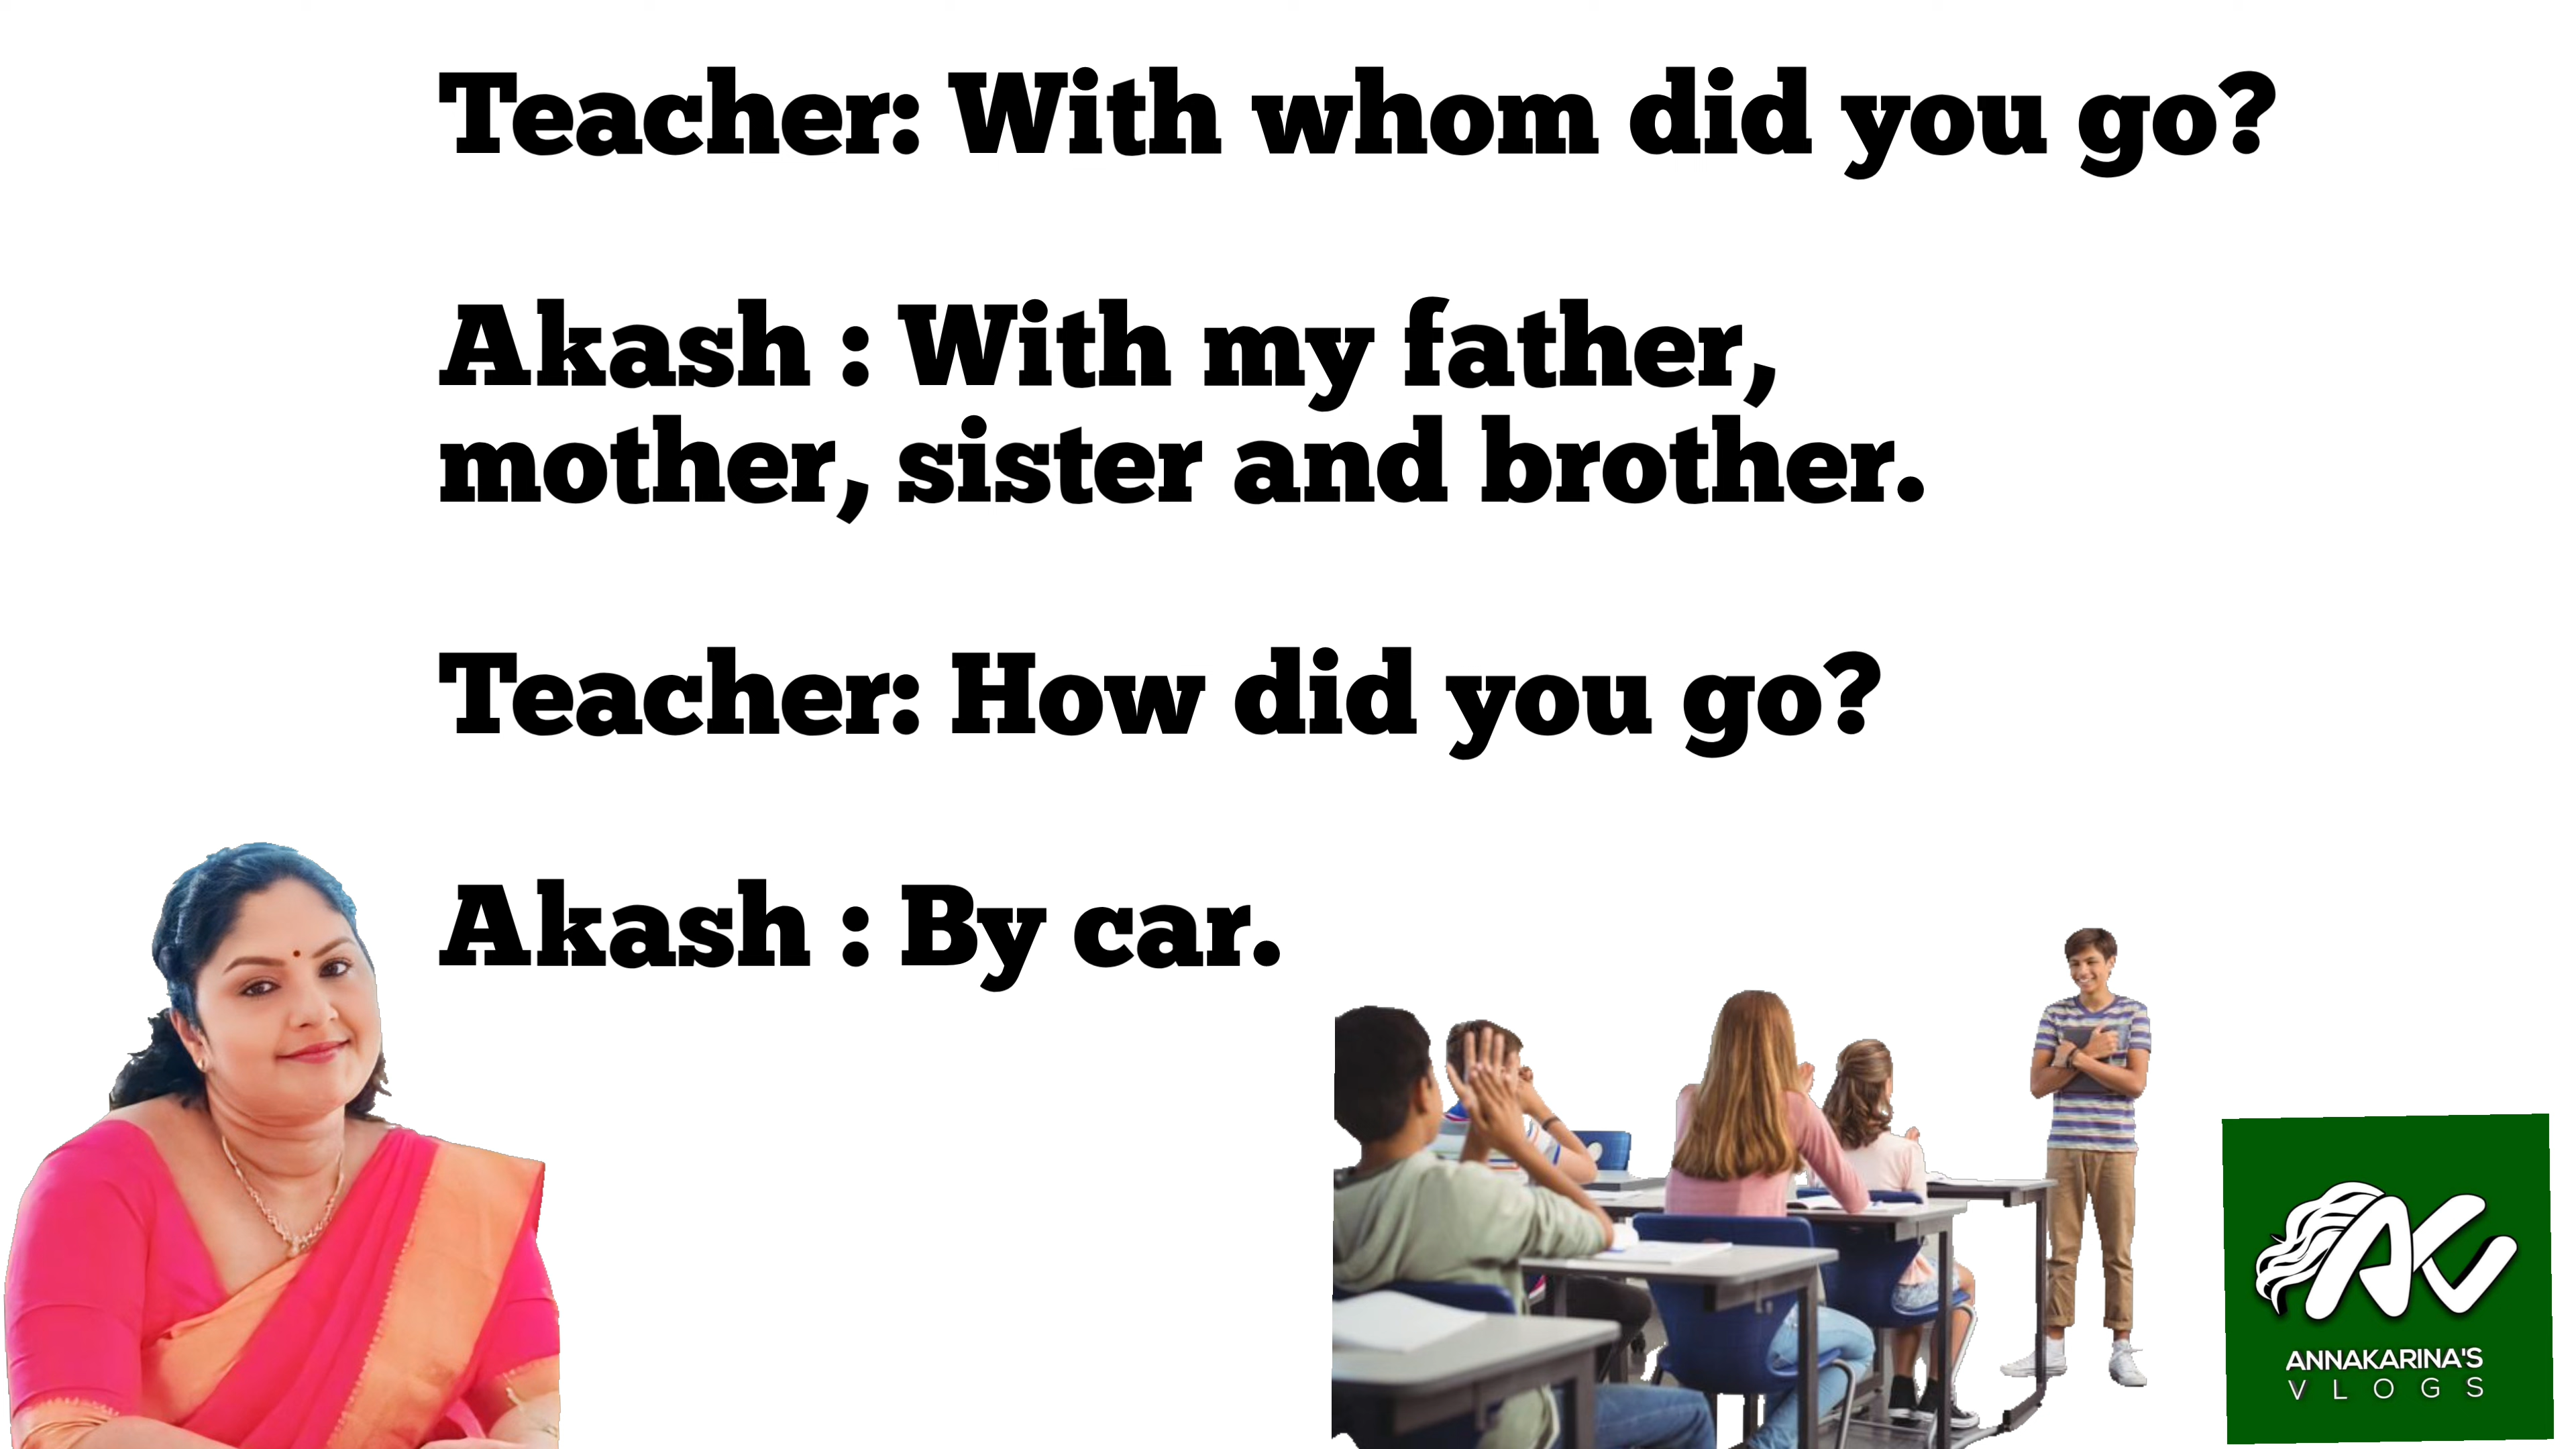 Teacher: With whom did you go?
Akash : With my father,
mother, sister and brother.
Teacher: How did you go?
Akash : By car.
AV
ANNAKARINA'S
VLOGS